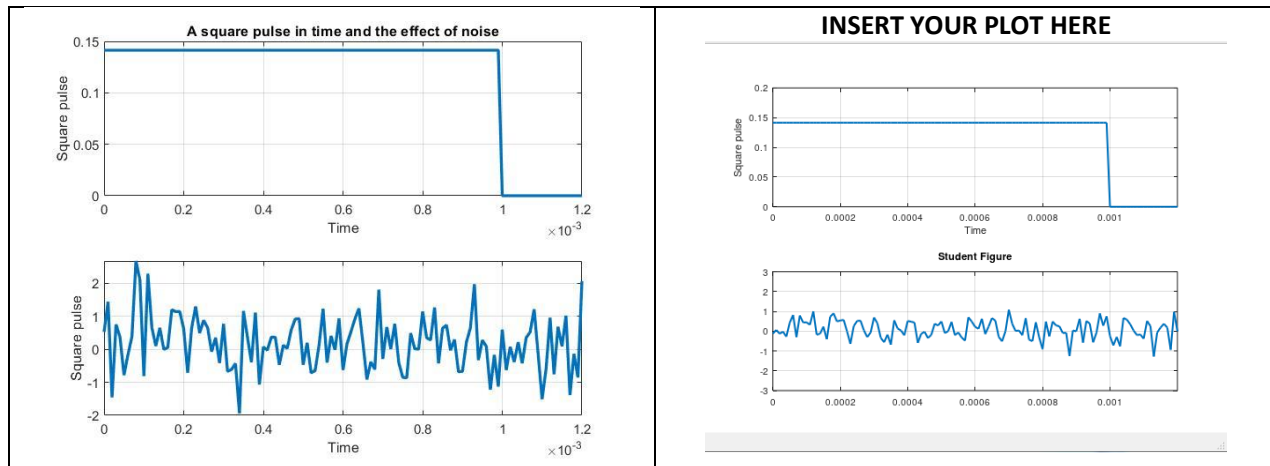 A square pulse in time and the effect of noise
0.15
0.1
0.05
0
Square pulse
0 0.2 0.4 0.6 0.8 1 1.2
Time
×10-3
2
1
0
-1
-2
Square pulse
0 0.2 0.4 0.6 0.8 1 1.2
Time
×10-3
INSERT YOUR PLOT HERE
0.2
0.15
0.1
0.05
0
Square pulse
0 0.0002 0.0004 0.0006 0.0008 0.001
Time
Student Figure
3
2
1
0
-1
-2
-3
0 0.0002 0.0004 0.0006 0.0008 0.001